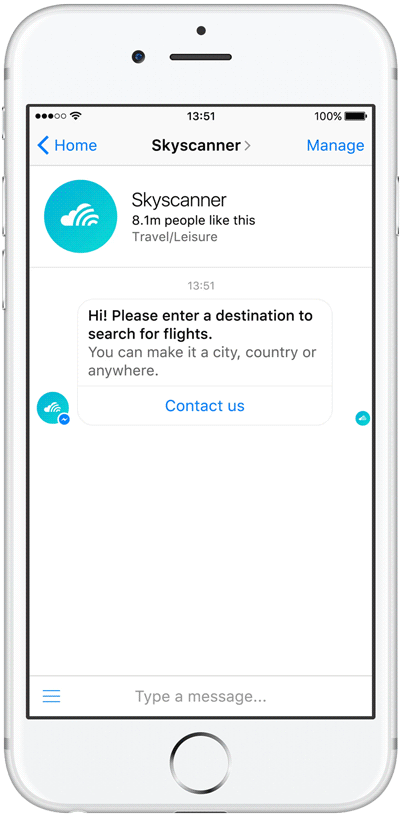 13:51 100%
Home Skyscanner Manage
Skyscanner
8.1m people like this
Travel/Leisure
13:51
Hi! Please enter a destination to
search for flights.
You can make it a city, country or
anywhere.
Contact us
Type a message...